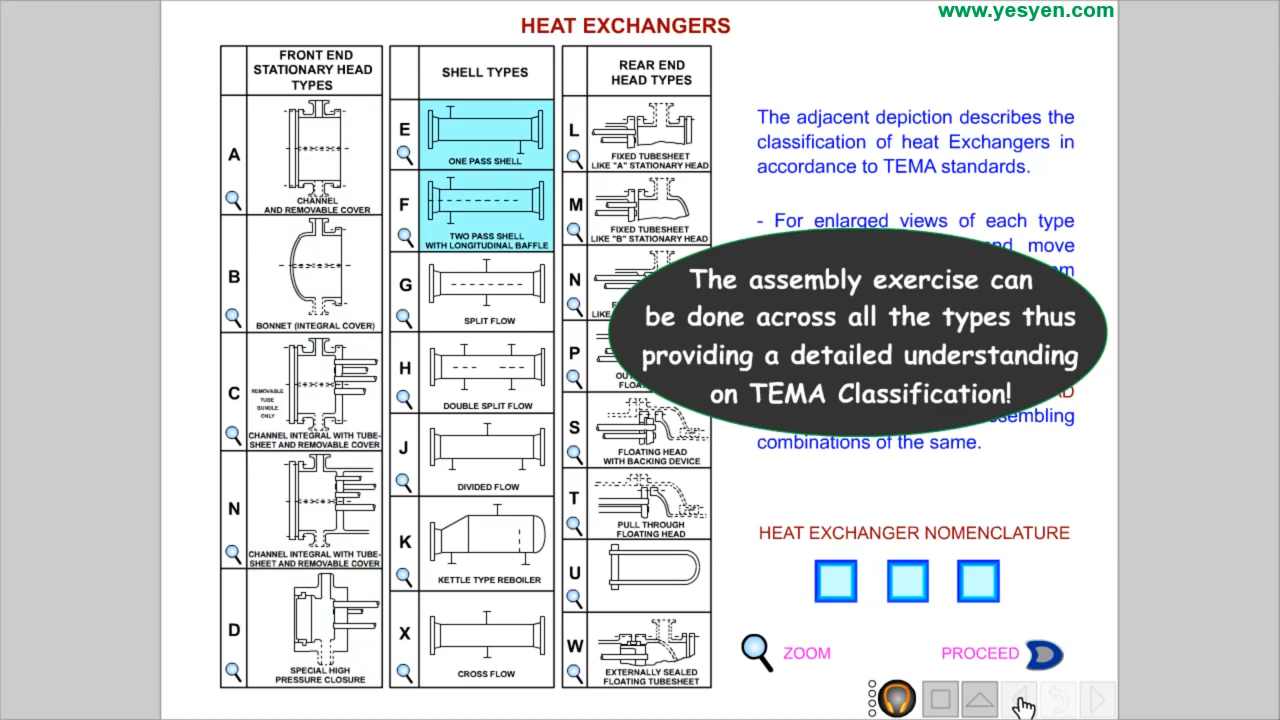 www.yesyen.com
HEAT EXCHANGERS
FRONT END
STATIONARY HEAD
TYPES
A
CHANNEL
AND REMOVABLE COVER
B
BONNET (INTEGRAL COVER)
C
REMOVABLE
TUBE
BUNDLE
ONLY
CHANNEL INTEGRAL WITH TUBE-
SHEET AND REMOVABLE COVER
N
CHANNEL INTEGRAL WITH TUBE-
SHEET AND REMOVABLE COVER
D
SPECIAL HIGH
PRESSURE CLOSURE
SHELL TYPES
E
ONE PASS SHELL
F
TWO PASS SHELL
WITH LONGITUDINAL BAFFLE
G
SPLIT FLOW
H
DOUBLE SPLIT FLOW
J
DIVIDED FLOW
K
KETTLE TYPE REBOILER
X
CROSS FLOW
REAR END
HEAD TYPES
L
FIXED TUBESHEET
LIKE "A" STATIONARY HEAD
M
FIXED TUBESHEET
LIKE "B" STATIONARY HEAD
N
P
S
FLOATING HEAD
WITH BACKING DEVICE
T
PULL THROUGH
FLOATING HEAD
U
W
EXTERNALLY SEALED
FLOATING TUBESHEET
The adjacent depiction describes the
classification of heat Exchangers in
accordance to TEMA standards.
- For enlarged views of each type
move
The assembly exercise can
be done across all the types thus
providing a detailed understanding
on TEMA Classification!
combinations of the same.
HEAT EXCHANGER NOMENCLATURE
ZOOM
PROCEED